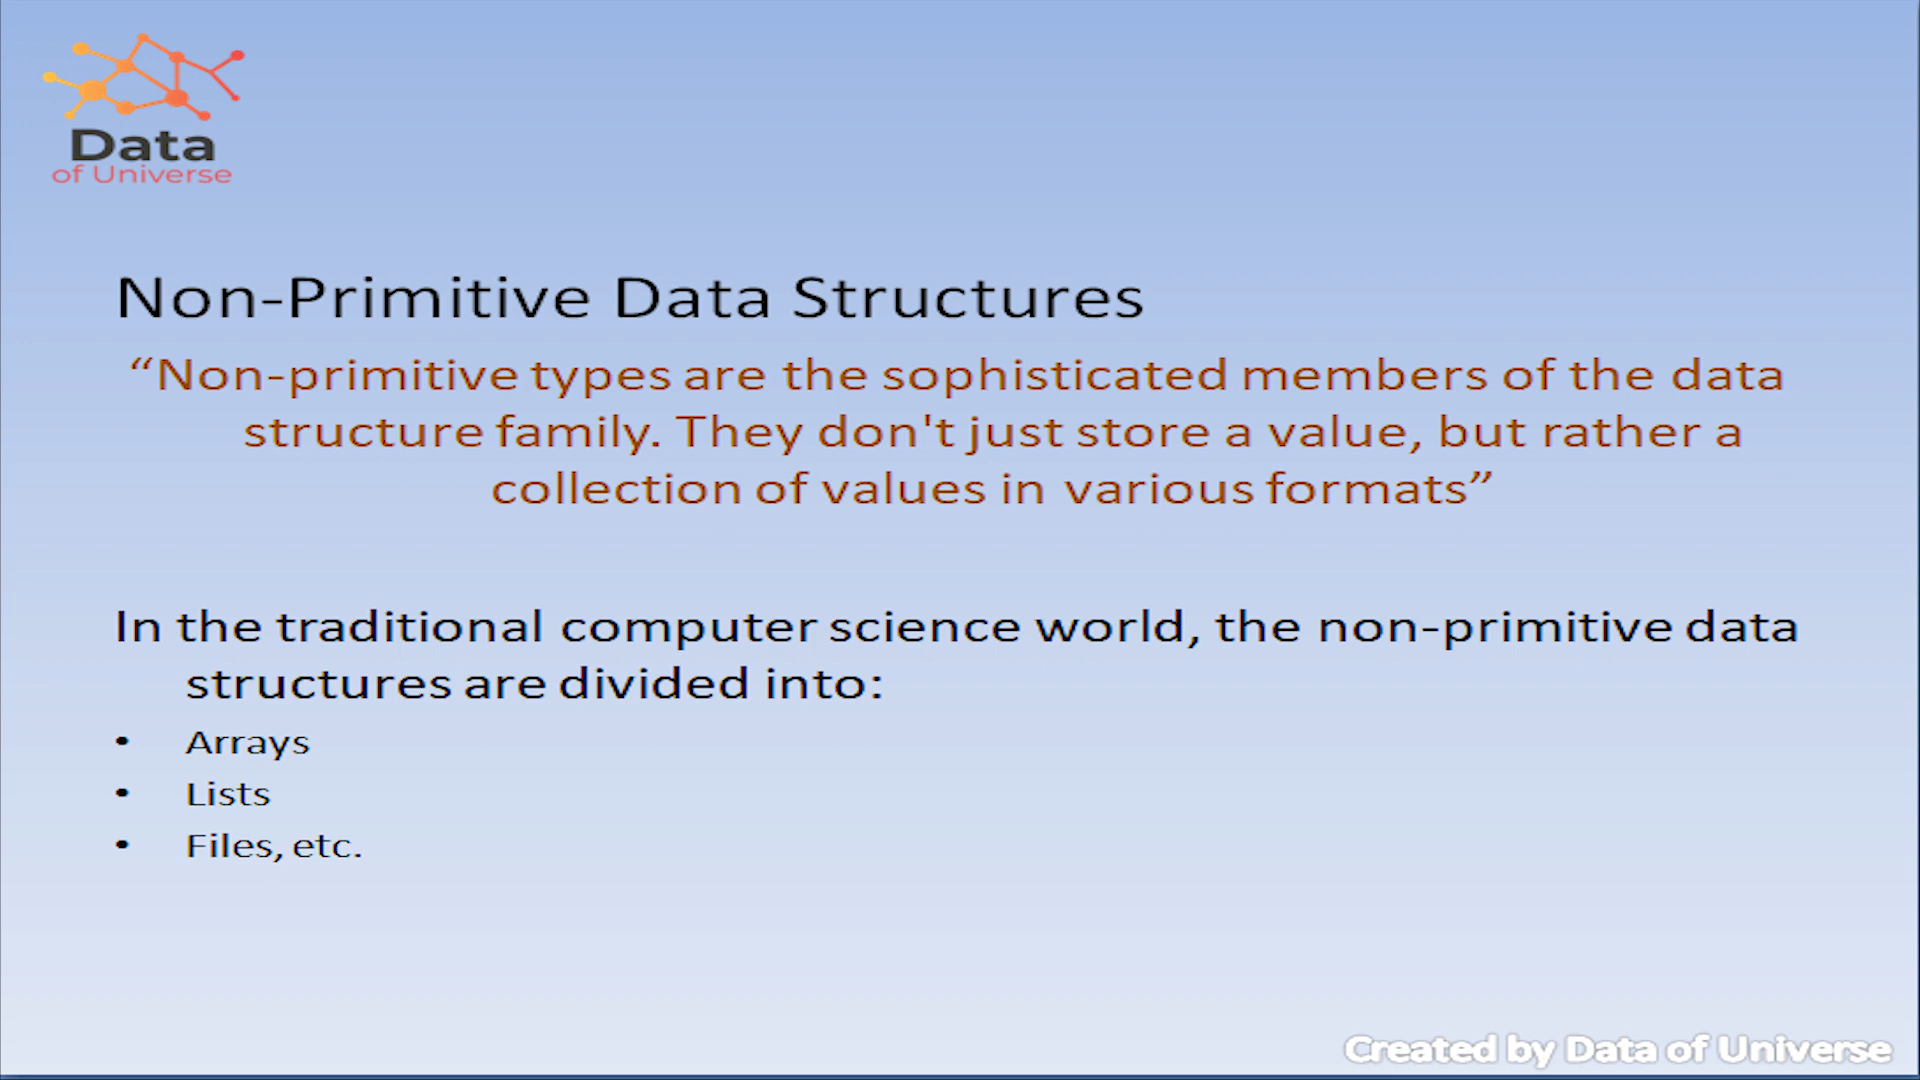 Data
of Universe
Non-Primitive Data Structures
“Non-primitive types are the sophisticated members of the data
structure family. They don't just store a value, but rather a
collection of values in various formats”
In the traditional computer science world, the non-primitive data
structures are divided into:
• Arrays
• Lists
• Files, etc.
Created by Data of Universe